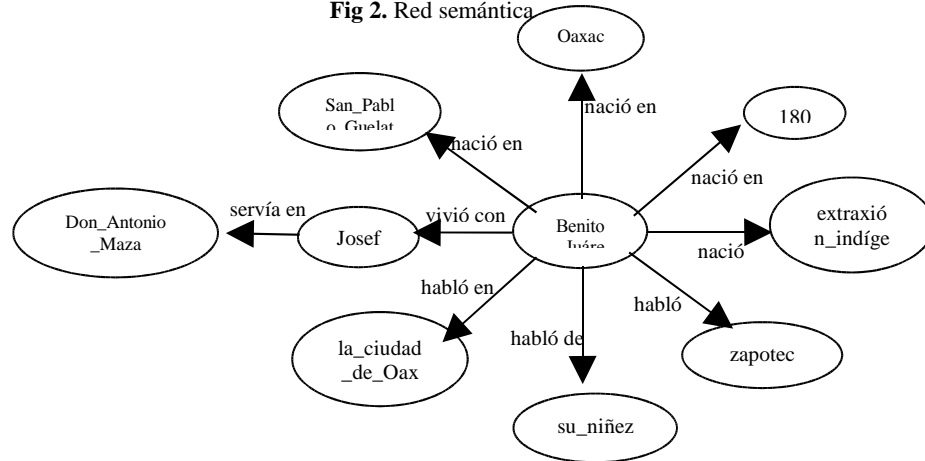 Fig 2. Red semántica
Oaxac
nació en
San_Pabl
o_Guelat
nació en
180
nació en
Don_Antonio
_Maza
servía en
Josef
vivió con
Benito
Juáre
nació
extraxió
n_indíge
habló en
la_ciudad
_de_Oax
habló de
su_niñez
habló
zapotec